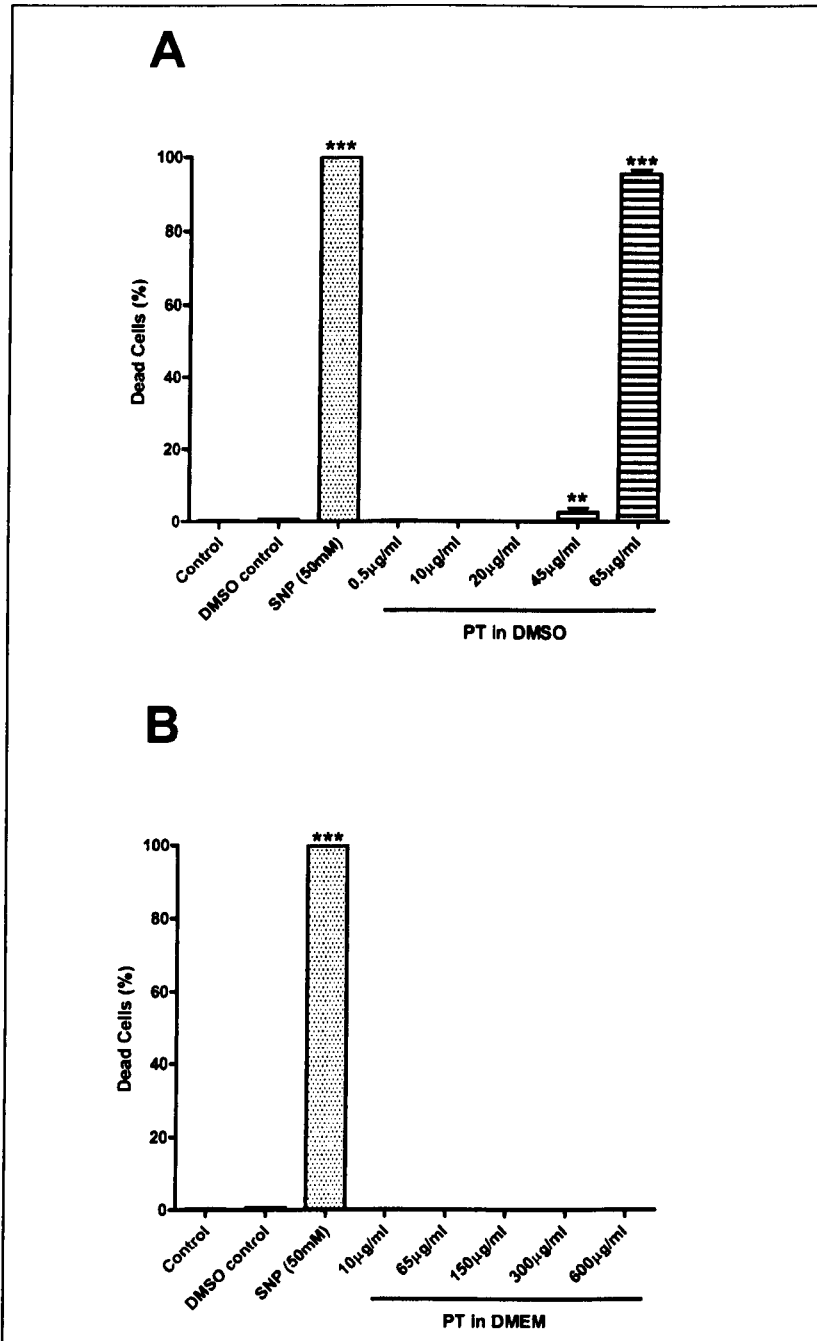 A
***
***
100
80
60
40
20
0
**
Dead Cells (%)
Control
DMSO control
SNP (50mM)
0.5µg/ml
10µg/ml
20µg/ml
45µg/ml
65µg/ml
PT in DMSO
B
***
100
80
60
40
20
0
Dead Cells (%)
Control
DMSO control
SNP (50mM)
10µg/ml
65µg/ml
150µg/ml
300µg/ml
600µg/ml
PT in DMEM